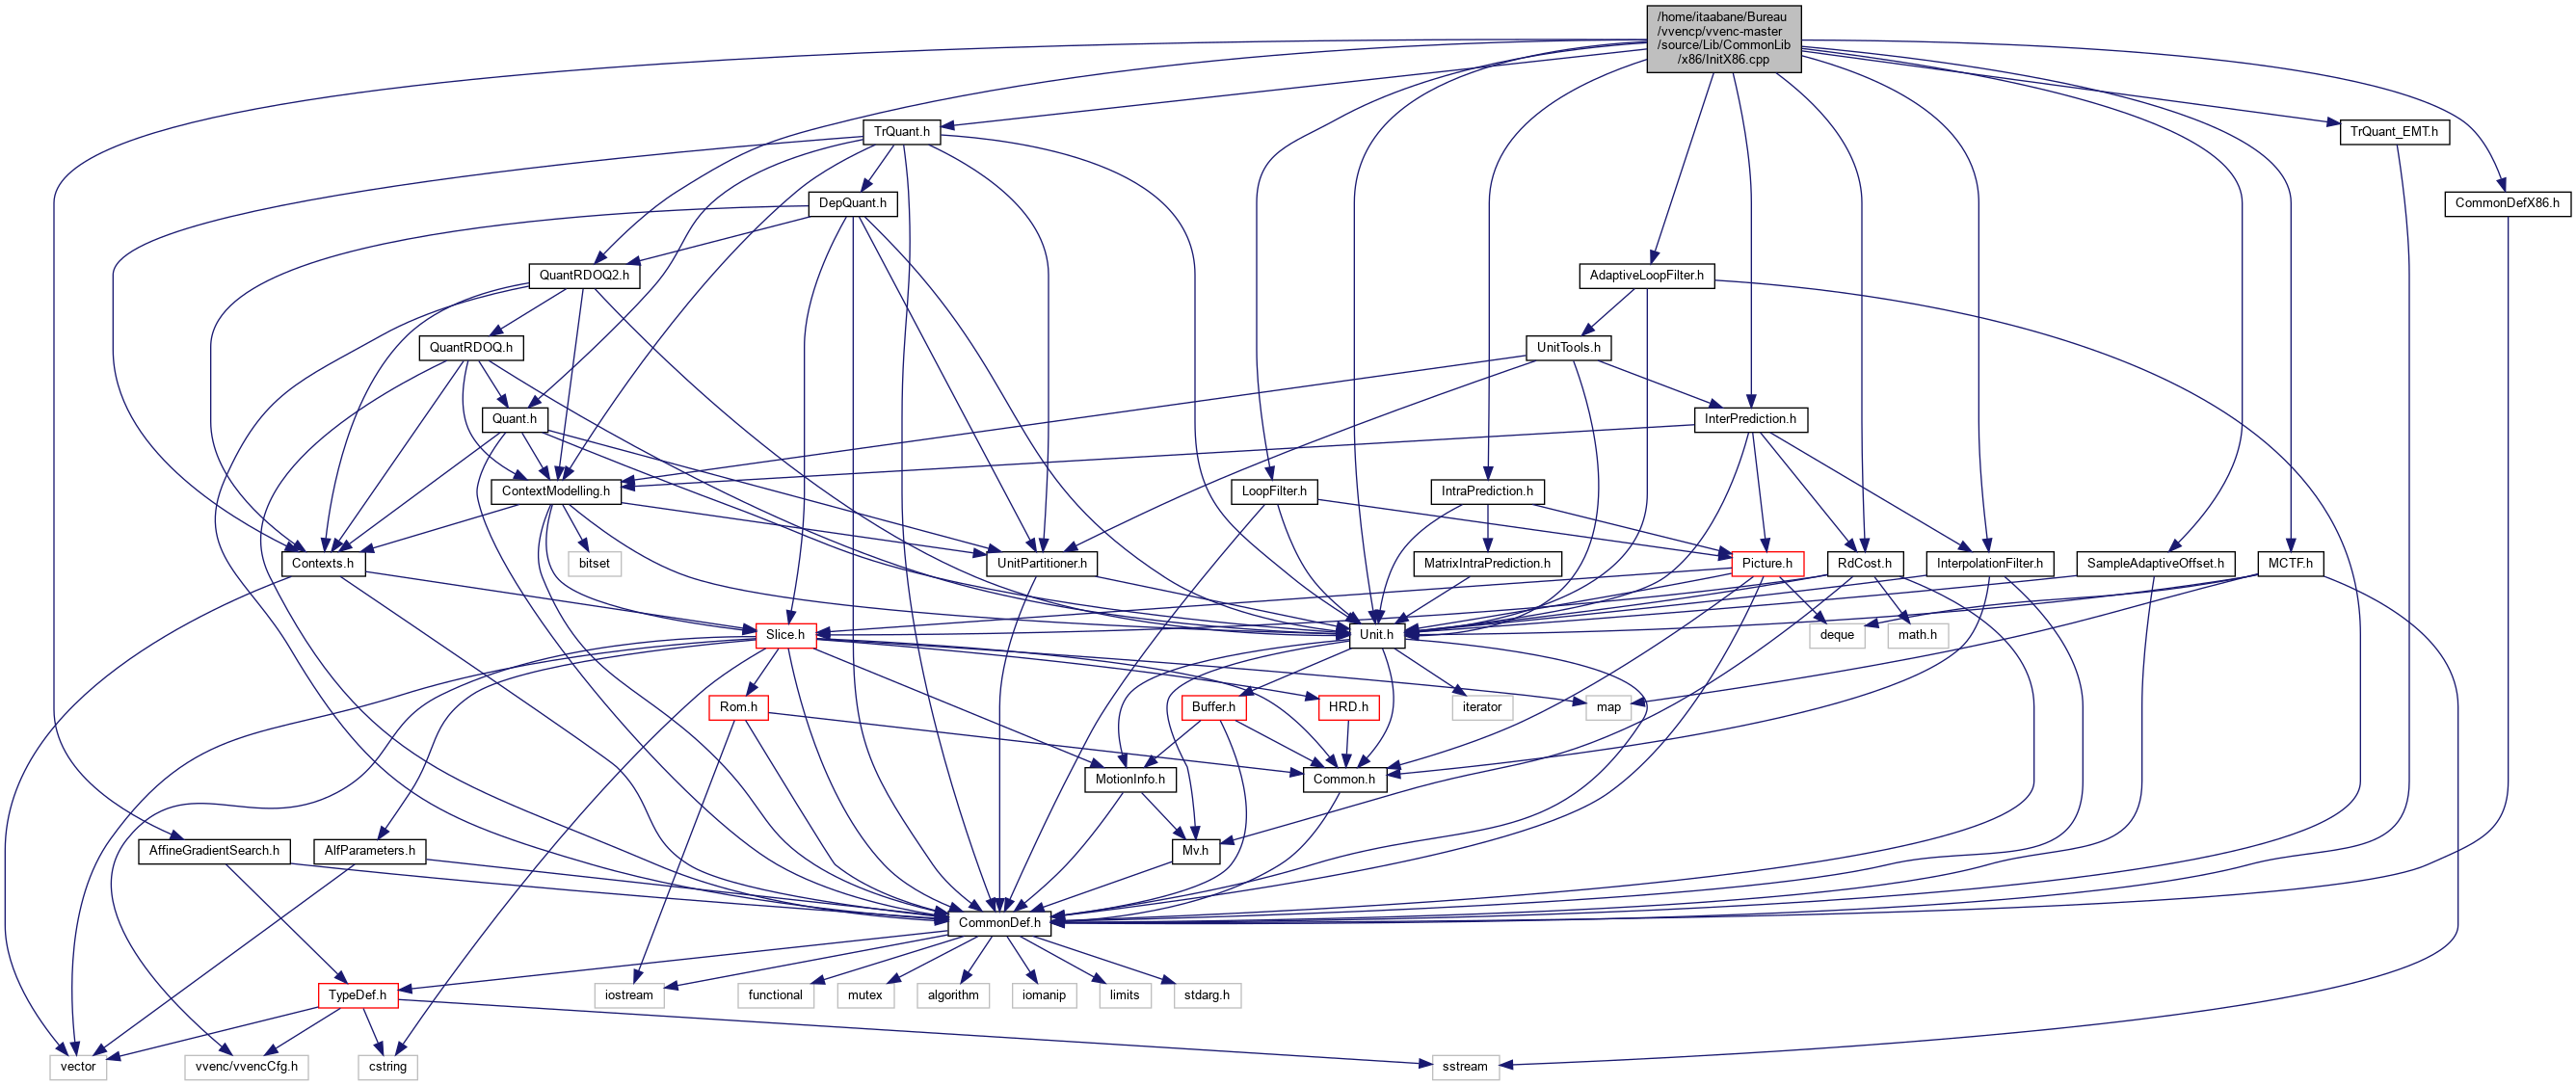 /home/itaabane/Bureau
/vvencp/vvenc-master
/source/Lib/CommonLib
/x86/InitX86.cpp
TrQuant.h
TrQuant_EMT.h
DepQuant.h
CommonDefX86.h
QuantRDOQ2.h
AdaptiveLoopFilter.h
QuantRDOQ.h
UnitTools.h
Quant.h
InterPrediction.h
ContextModelling.h
LoopFilter.h
IntraPrediction.h
Contexts.h
bitset
UnitPartitioner.h
MatrixIntraPrediction.h
Picture.h
RdCost.h
InterpolationFilter.h
SampleAdaptiveOffset.h
MCTF.h
Slice.h
Unit.h
deque
math.h
Rom.h
Buffer.h
HRD.h
iterator
map
MotionInfo.h
Common.h
AffineGradientSearch.h
AlfParameters.h
Mv.h
CommonDef.h
TypeDef.h
iostream
functional
mutex
algorithm
iomanip
limits
stdarg.h
vector
vvenc/vvencCfg.h
cstring
sstream